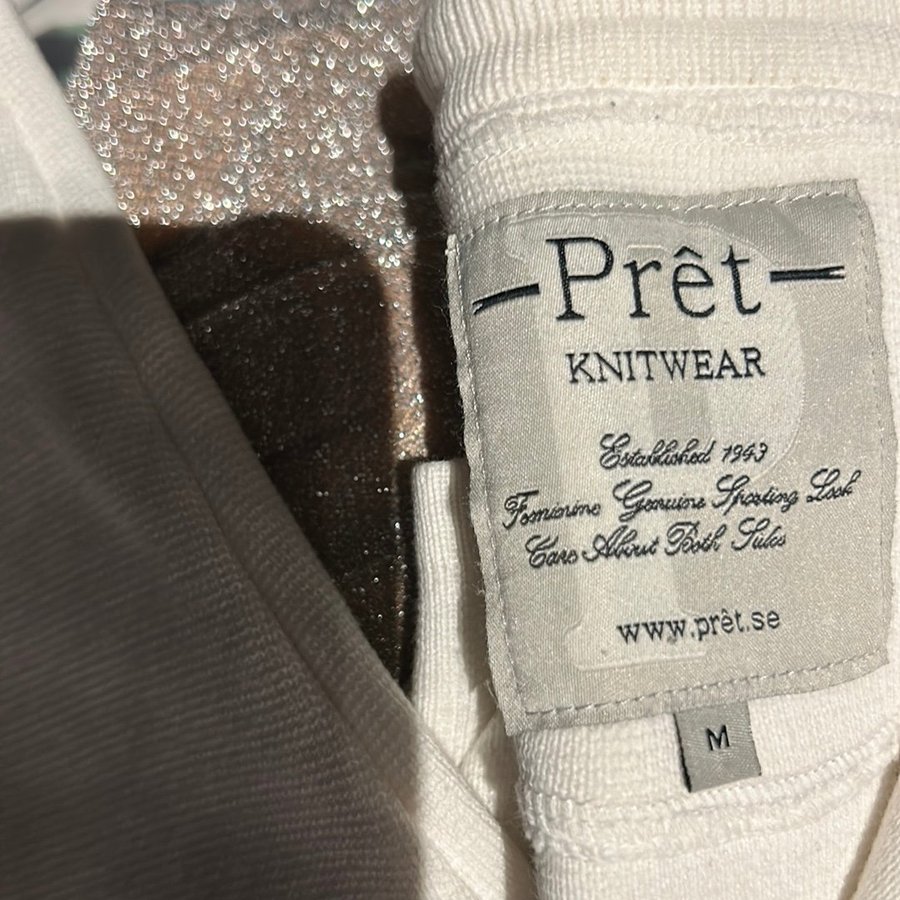 Prêt
KNITWEAR
Established 1943
Feminine Genuine Sporting Look
Care About Both Sides
www.prêt.se
M